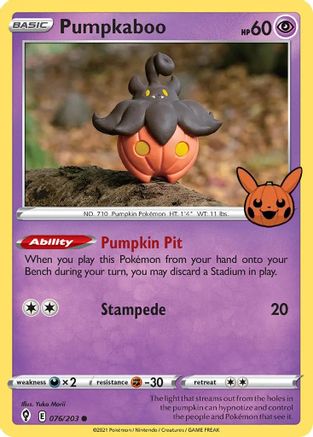 BASIC Pumpkaboo HP 60
NO. 710 Pumpkin Pokémon HT. 1'4" WT. 11 lbs.
Ability Pumpkin Pit
When you play this Pokémon from your hand onto your
Bench during your turn, you may discard a Stadium in play.
Stampede 20
weakness ×2 resistance -30 retreat
Illus. Yuka Morii
E 076/203
The light that streams out from the holes in
the pumpkin can hypnotize and control
the people and Pokémon that see it.
©2021 Pokémon / Nintendo / Creatures / GAME FREAK